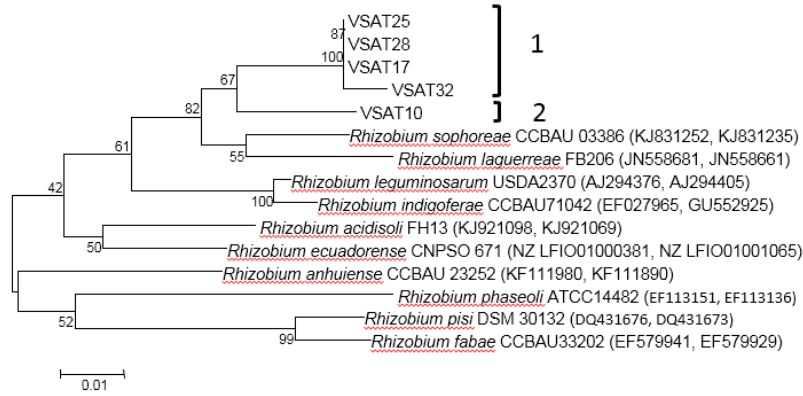 VSAT25
87
VSAT28
1
100
VSAT17
67
VSAT32
82
VSAT10
2
61
Rhizobium sophoreae CCBAU 03386 (KJ831252, KJ831235)
55
Rhizobium laguerreae FB206 (JN558681, JN558661)
42
Rhizobium leguminosarum USDA2370 (AJ294376, AJ294405)
100
Rhizobium indigoferae CCBAU71042 (EF027965, GU552925)
Rhizobium acidisoli FH13 (KJ921098, KJ921069)
50
Rhizobium ecuadorense CNPSO 671 (NZ LFIO01000381, NZ LFIO01001065)
Rhizobium anhuiense CCBAU 23252 (KF111980, KF111890)
Rhizobium phaseoli ATCC14482 (EF113151, EF113136)
52
Rhizobium pisi DSM 30132 (DQ431676, DQ431673)
99
Rhizobium fabae CCBAU33202 (EF579941, EF579929)
0.01